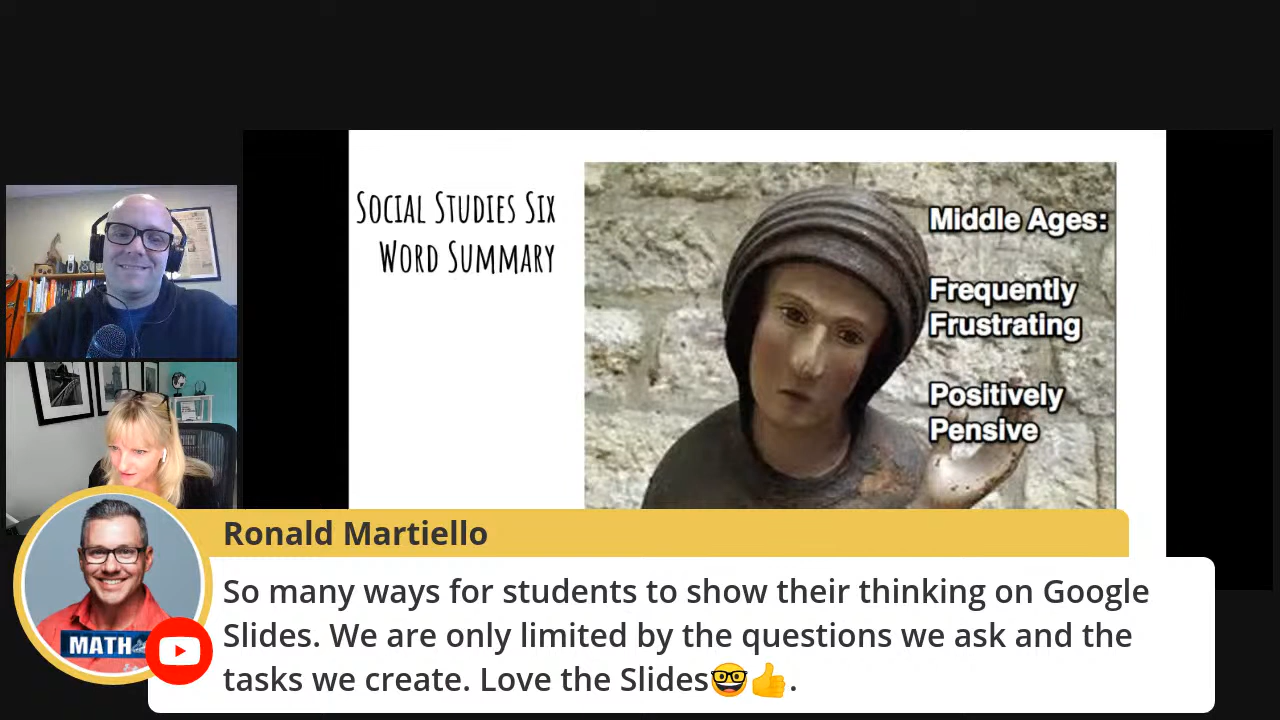 Social Studies Six
Word Summary
Middle Ages:
Frequently
Frustrating
Positively
Pensive
Ronald Martiello
So many ways for students to show their thinking on Google
Slides. We are only limited by the questions we ask and the
tasks we create. Love the Slides🤓👍.
MATH